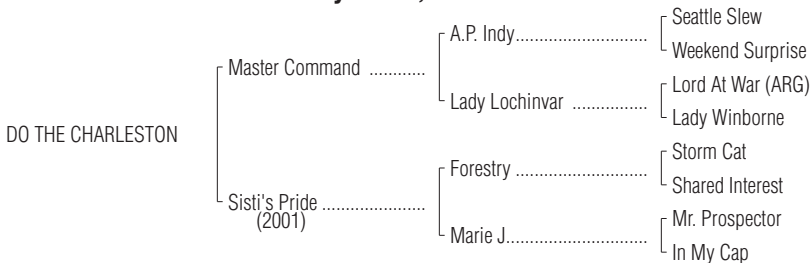 Seattle Slew
A.P. Indy..............................
Weekend Surprise
Master Command ............
Lord At War (ARG)
Lady Lochinvar .................
Lady Winborne
DO THE CHARLESTON
Storm Cat
Forestry ..............................
Shared Interest
Sisti's Pride .......................
(2001)
Mr. Prospector
Marie J................................
In My Cap